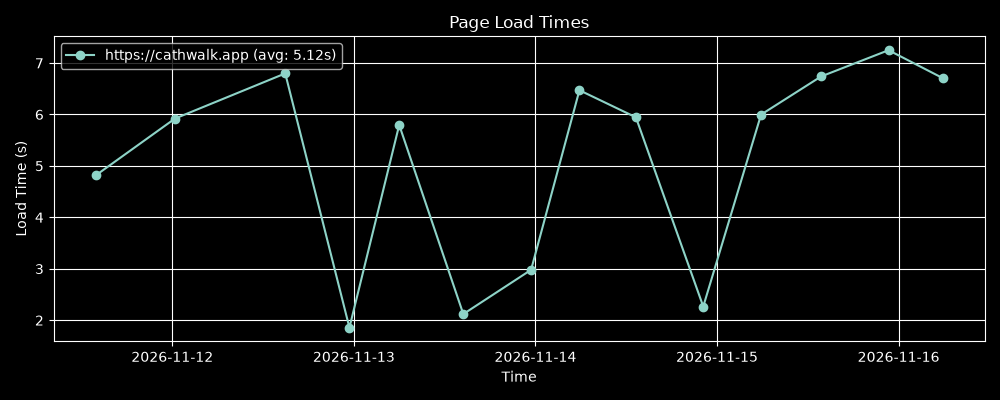 Page Load Times
https://cathwalk.app (avg: 5.12s)
Load Time (s)
7
6
5
4
3
2
2026-11-12
2026-11-13
2026-11-14
2026-11-15
2026-11-16
Time